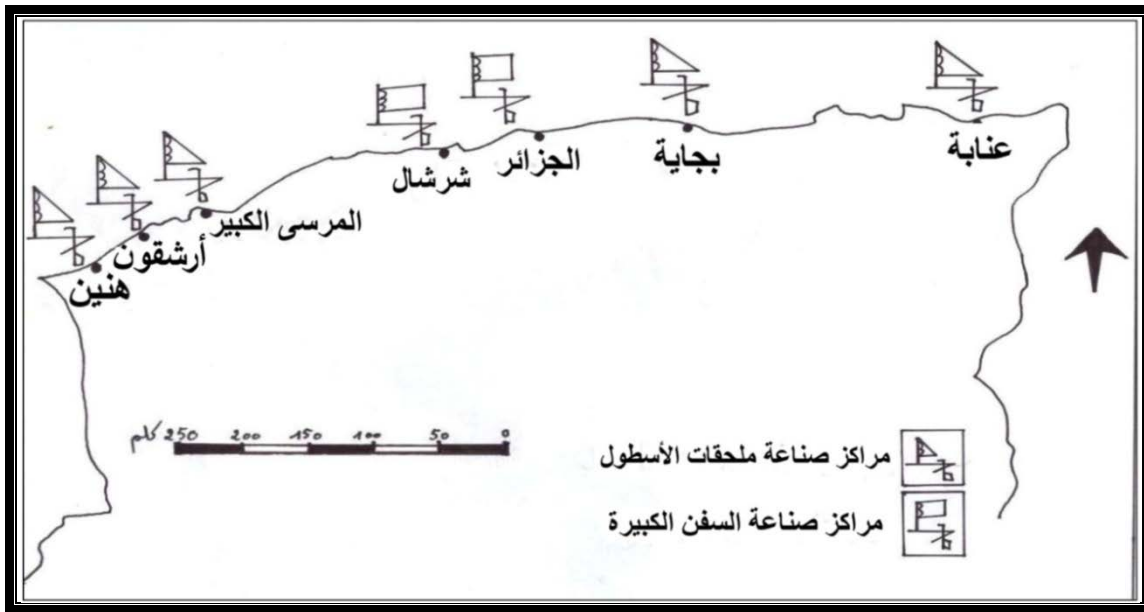 عنابة
بجاية
الجزائر
شرشال
المرسى الكبير
أرشقون
هنين
0 50 100 150 200 250 كلم
مراكز صناعة ملحقات الأسطول
مراكز صناعة السفن الكبيرة